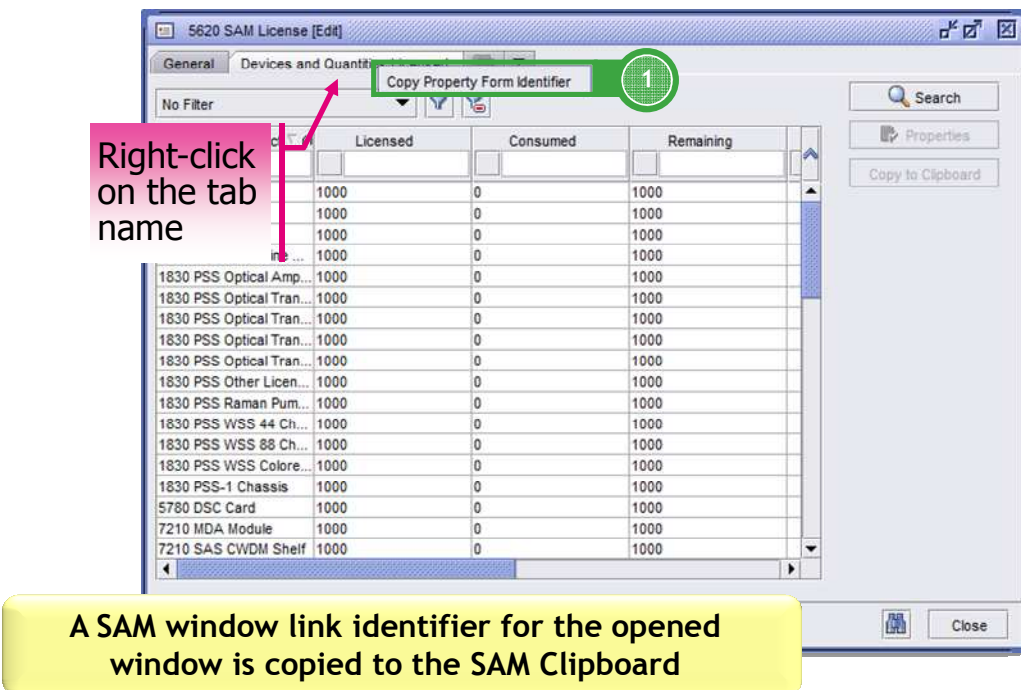 5620 SAM License [Edit]
General Devices and Quantiti
Copy Property Form Identifier
1
No Filter
Search
Properties
Copy to Clipboard
Right-click
on the tab
name
Licensed Consumed Remaining
1000 0 1000
1000 0 1000
1000 0 1000
ine ... 1000 0 1000
1830 PSS Optical Amp... 1000 0 1000
1830 PSS Optical Tran... 1000 0 1000
1830 PSS Optical Tran... 1000 0 1000
1830 PSS Optical Tran... 1000 0 1000
1830 PSS Optical Tran... 1000 0 1000
1830 PSS Other Licen... 1000 0 1000
1830 PSS Raman Pum... 1000 0 1000
1830 PSS WSS 44 Ch... 1000 0 1000
1830 PSS WSS 88 Ch... 1000 0 1000
1830 PSS WSS Colore... 1000 0 1000
1830 PSS-1 Chassis 1000 0 1000
5780 DSC Card 1000 0 1000
7210 MDA Module 1000 0 1000
7210 SAS CWDM Shelf 1000 0 1000
Close
A SAM window link identifier for the opened
window is copied to the SAM Clipboard